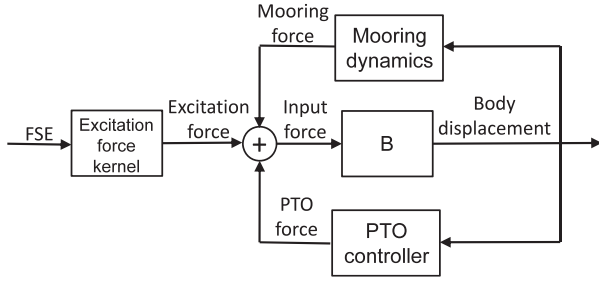 Mooring
force
Mooring
dynamics
FSE
Excitation
force
kernel
Excitation
force
+
Input
force
B
Body
displacement
PTO
force
PTO
controller